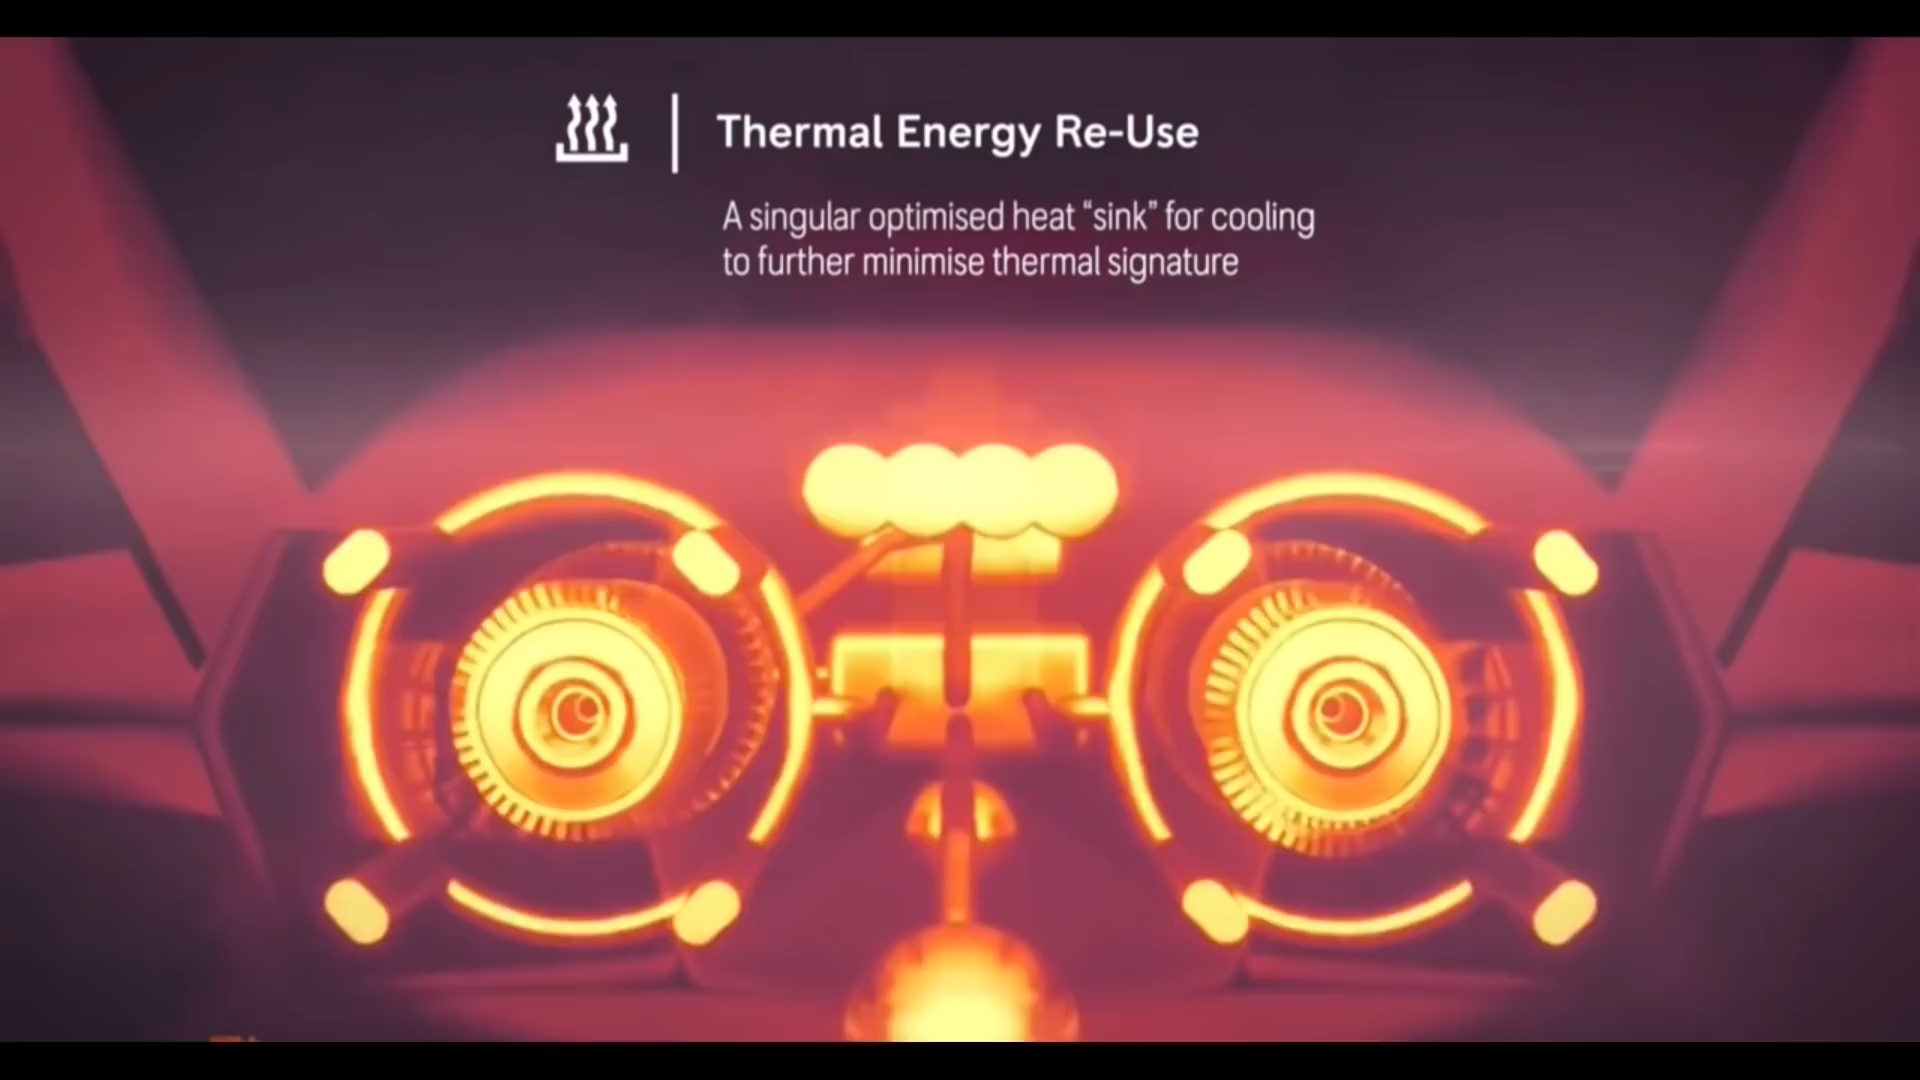 Thermal Energy Re-Use
A singular optimised heat “sink” for cooling
to further minimise thermal signature